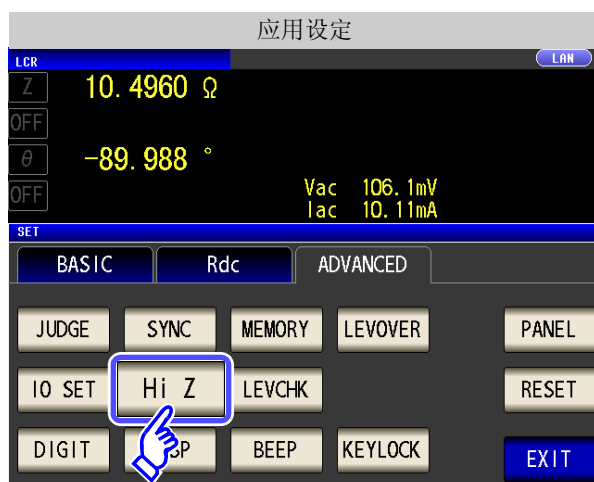 应用设定
LCR LAN
Z 10.4960 Ω
OFF
θ -89.988 °
OFF Vac 106.1mV
Iac 10.11mA
SET
BASIC Rdc ADVANCED
JUDGE SYNC MEMORY LEVOVER PANEL
IO SET Hi Z LEVCHK RESET
DIGIT BEEP KEYLOCK EXIT